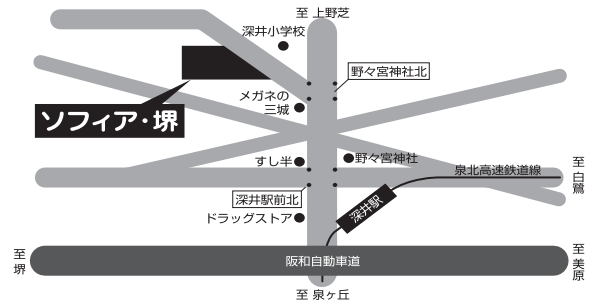 至 上野芝
深井小学校
野々宮神社北
メガネの
三城
ソフィア・堺
すし半
野々宮神社
泉北高速鉄道線
至
白
鷺
深井駅前北
深井駅
ドラッグストア
至
堺
阪和自動車道
至
美
原
至 泉ヶ丘